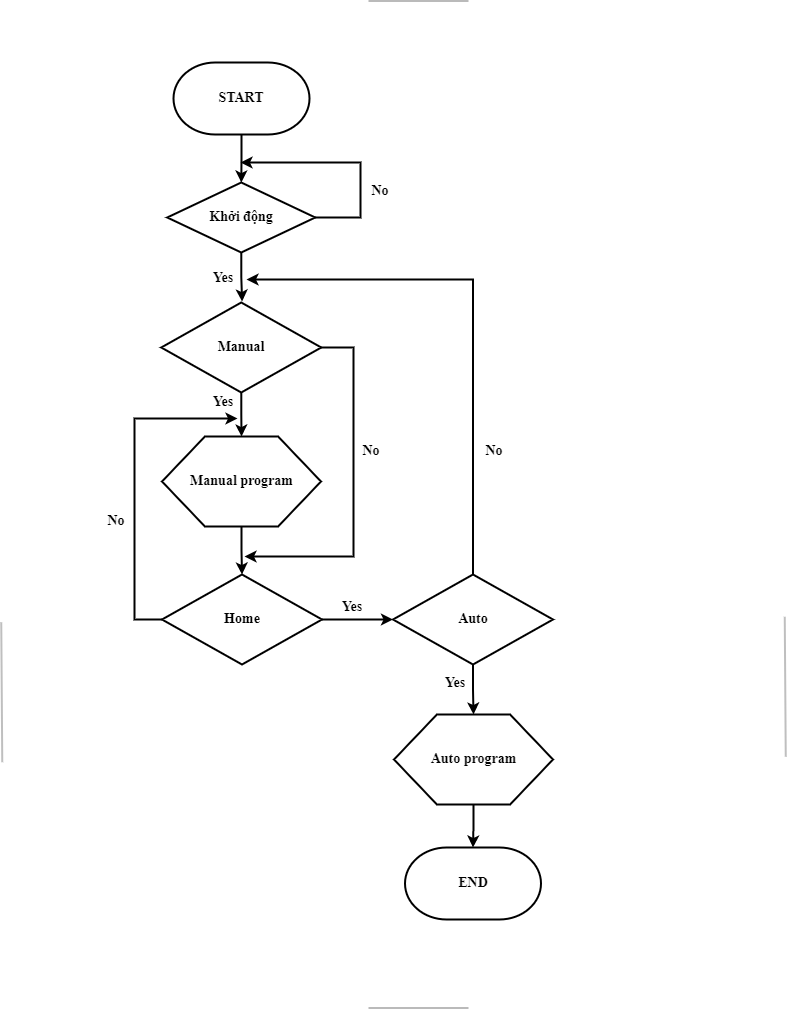 START
No
Khởi động
Yes
Manual
Yes
No
No
Manual program
No
Yes
Home
Auto
Yes
Auto program
END